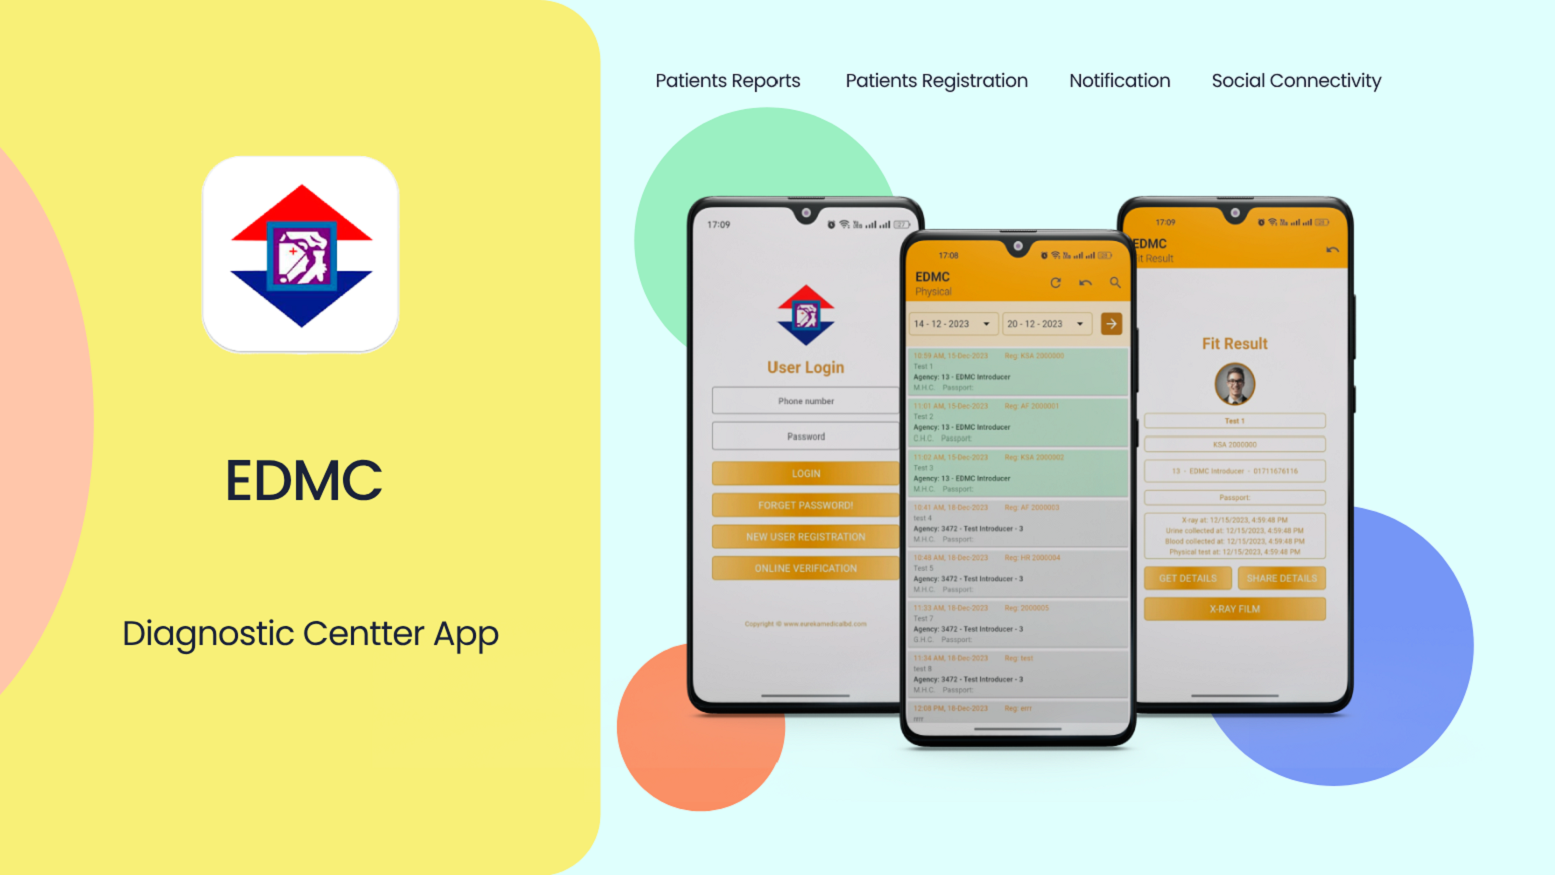 Patients Reports
Patients Registration
Notification
Social Connectivity
EDMC
Diagnostic Centter App
17:09
User Login
Phone number
Password
LOGIN
FORGET PASSWORD!
NEW USER REGISTRATION
ONLINE VERIFICATION
Copyright © www.eurekamedicalbd.com
17:08
EDMC
Physical
14 - 12 - 2023
20 - 12 - 2023
10:59 AM, 15-Dec-2023 Reg: KSA 2000000
Test 1
Agency: 13 - EDMC Introducer
M.H.C. Passport:
11:01 AM, 15-Dec-2023 Reg: AF 2000001
Test 2
Agency: 13 - EDMC Introducer
C.H.C. Passport:
11:02 AM, 15-Dec-2023 Reg: KSA 2000002
Test 3
Agency: 13 - EDMC Introducer
M.H.C. Passport:
10:41 AM, 18-Dec-2023 Reg: AF 2000003
test 4
Agency: 3472 - Test Introducer - 3
M.H.C. Passport:
10:48 AM, 18-Dec-2023 Reg: HR 2000004
Test 5
Agency: 3472 - Test Introducer - 3
M.H.C. Passport:
11:33 AM, 18-Dec-2023 Reg: 2000005
Test 7
Agency: 3472 - Test Introducer - 3
S.H.C. Passport:
11:54 AM, 18-Dec-2023 Reg: test
test 8
Agency: 3472 - Test Introducer - 3
M.H.C. Passport:
12:08 PM, 18-Dec-2023 Reg: err
err
17:09
EDMC
it Result
Fit Result
Test 1
KSA 2000000
13 - EDMC Introducer - 01711676116
Passport:
X ray at: 12/15/2023, 4:59:48 PM
Urine collected at: 12/15/2023, 4:59:48 PM
Blood collected at: 12/15/2023, 4:59:48 PM
Physical test at: 12/15/2023, 4:59:48 PM
GET DETAILS
SHARE DETAILS
X-RAY FILM